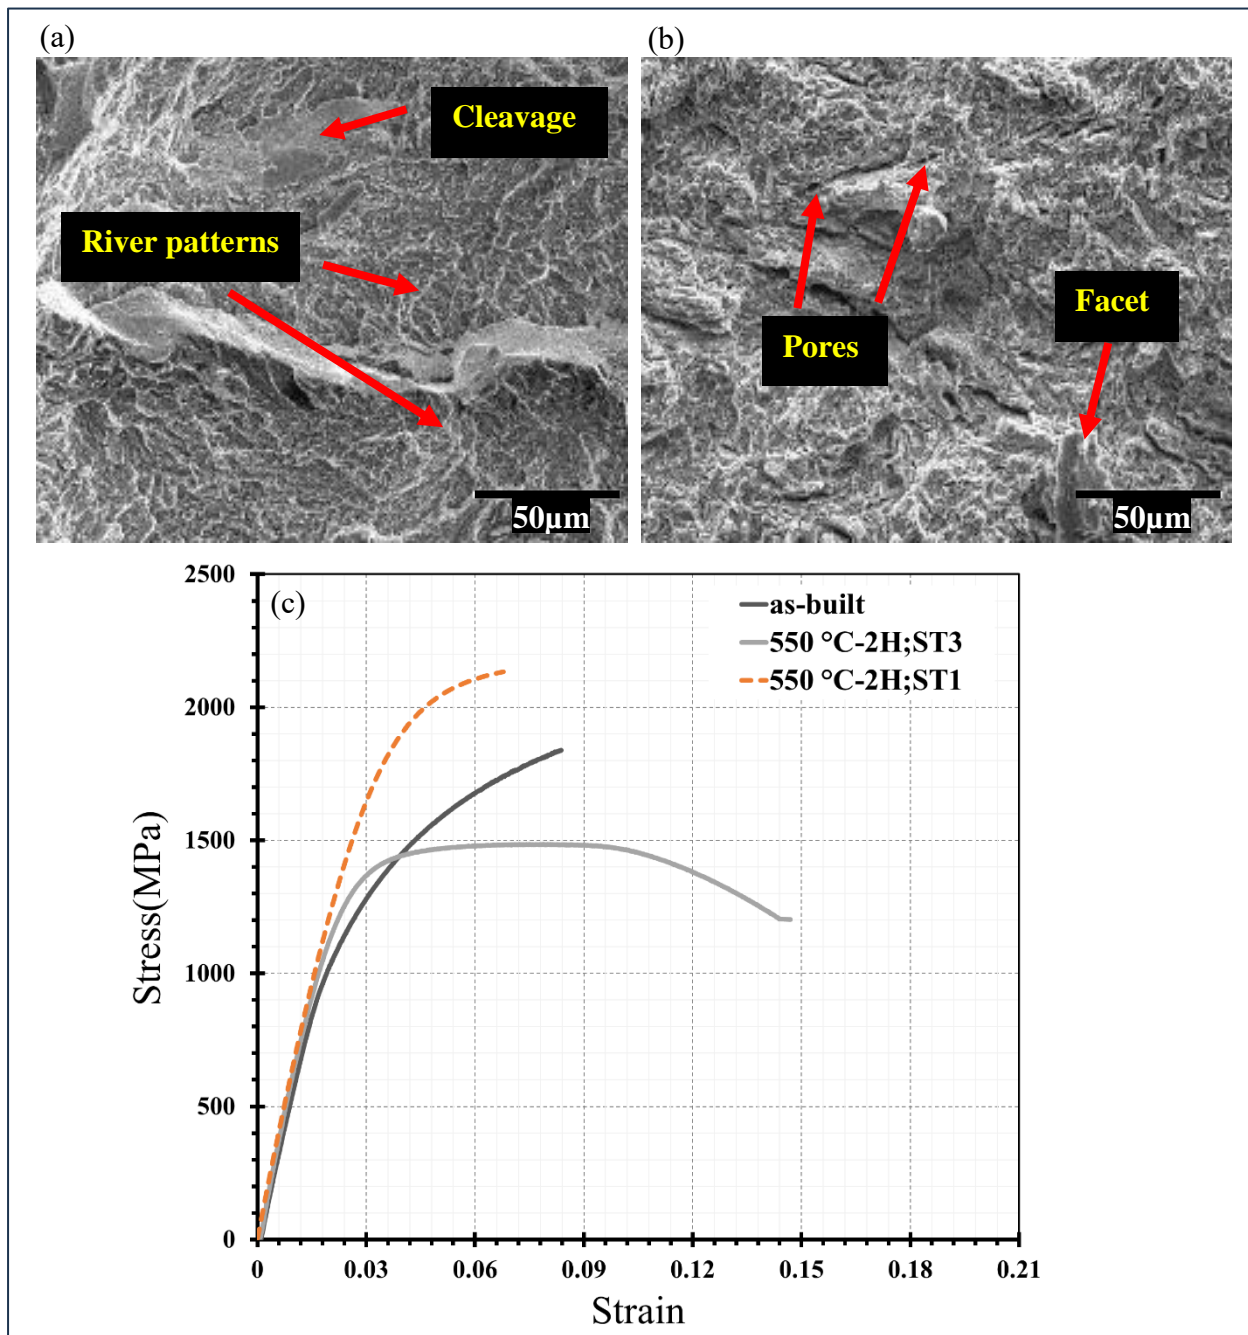 (a)
(b)
Cleavage
River patterns
50μm
Pores
Facet
50μm
(c)
as-built
550 °C-2H;ST3
550 °C-2H;ST1
2500
2000
1500
1000
500
0
Stress(MPa)
0 0.03 0.06 0.09 0.12 0.15 0.18 0.21
Strain